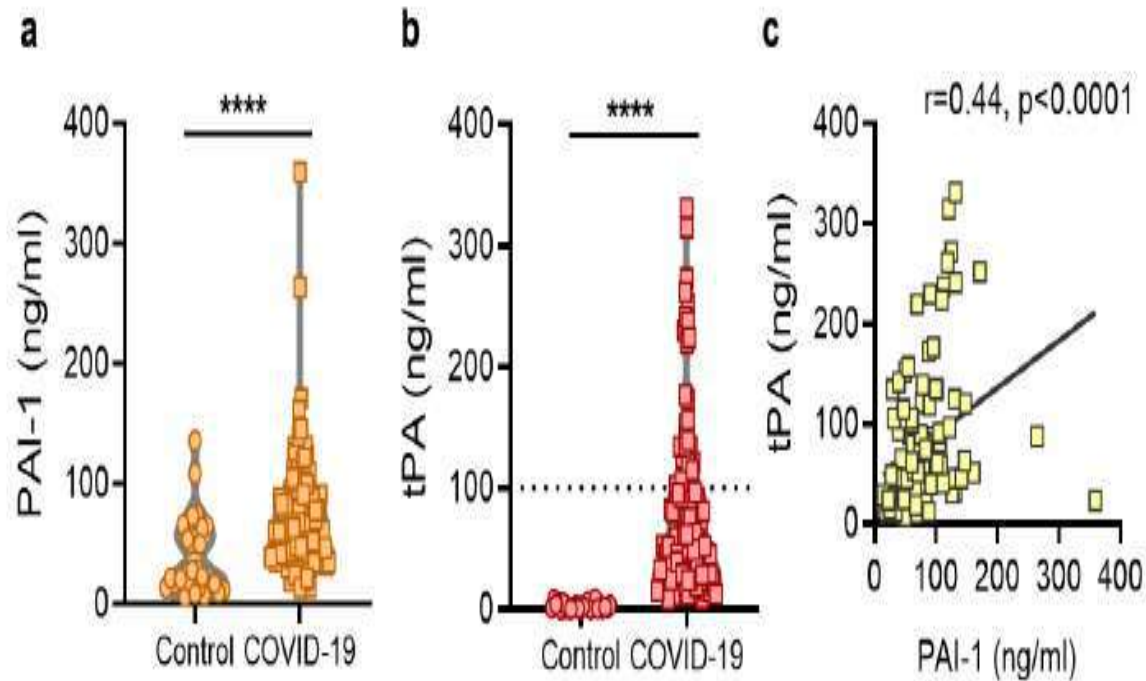 a
PAI-1 (ng/ml)
400
300
200
100
0
****
Control COVID-19
b
tPA (ng/ml)
400
300
200
100
0
****
Control COVID-19
c
r=0.44, p<0.0001
tPA (ng/ml)
400
300
200
100
0
0 100 200 300 400
PAI-1 (ng/ml)